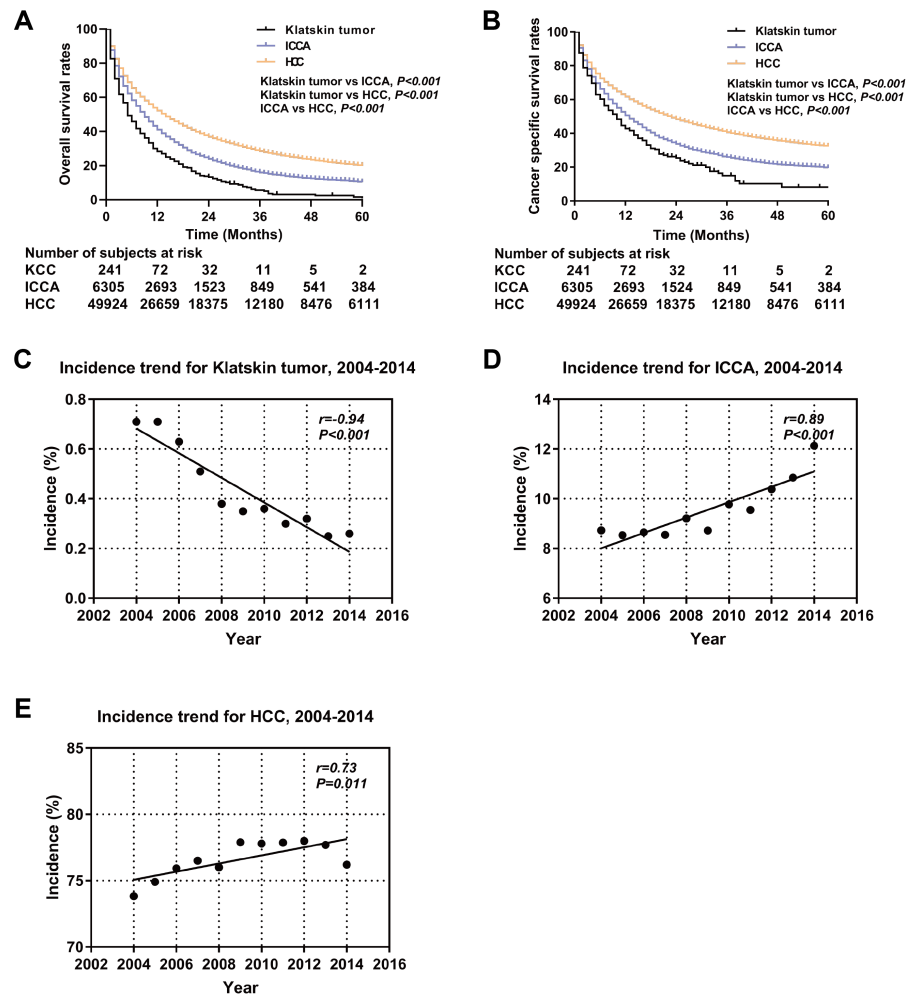 A
Overall survival rates
100
80
60
40
20
0
0 12 24 36 48 60
Time (Months)
Klatskin tumor
ICCA
HCC
Klatskin tumor vs ICCA, P<0.001
Klatskin tumor vs HCC, P<0.001
ICCA vs HCC, P<0.001
Number of subjects at risk
KCC 241 72 32 11 5 2
ICCA 6305 2693 1523 849 541 384
HCC 49924 26659 18375 12180 8476 6111
B
Cancer specific survival rates
100
80
60
40
20
0
0 12 24 36 48 60
Time (Months)
Klatskin tumor
ICCA
HCC
Klatskin tumor vs ICCA, P<0.001
Klatskin tumor vs HCC, P<0.001
ICCA vs HCC, P<0.001
Number of subjects at risk
KCC 241 72 32 11 5 2
ICCA 6305 2693 1524 849 541 384
HCC 49924 26659 18375 12180 8476 6111
C
Incidence trend for Klatskin tumor, 2004-2014
Incidence (%)
0.8
0.6
0.4
0.2
0.0
r=-0.94
P<0.001
2002 2004 2006 2008 2010 2012 2014 2016
Year
D
Incidence trend for ICCA, 2004-2014
Incidence (%)
14
12
10
8
6
r=0.89
P<0.001
2002 2004 2006 2008 2010 2012 2014 2016
Year
E
Incidence trend for HCC, 2004-2014
Incidence (%)
85
80
75
70
r=0.73
P=0.011
2002 2004 2006 2008 2010 2012 2014 2016
Year